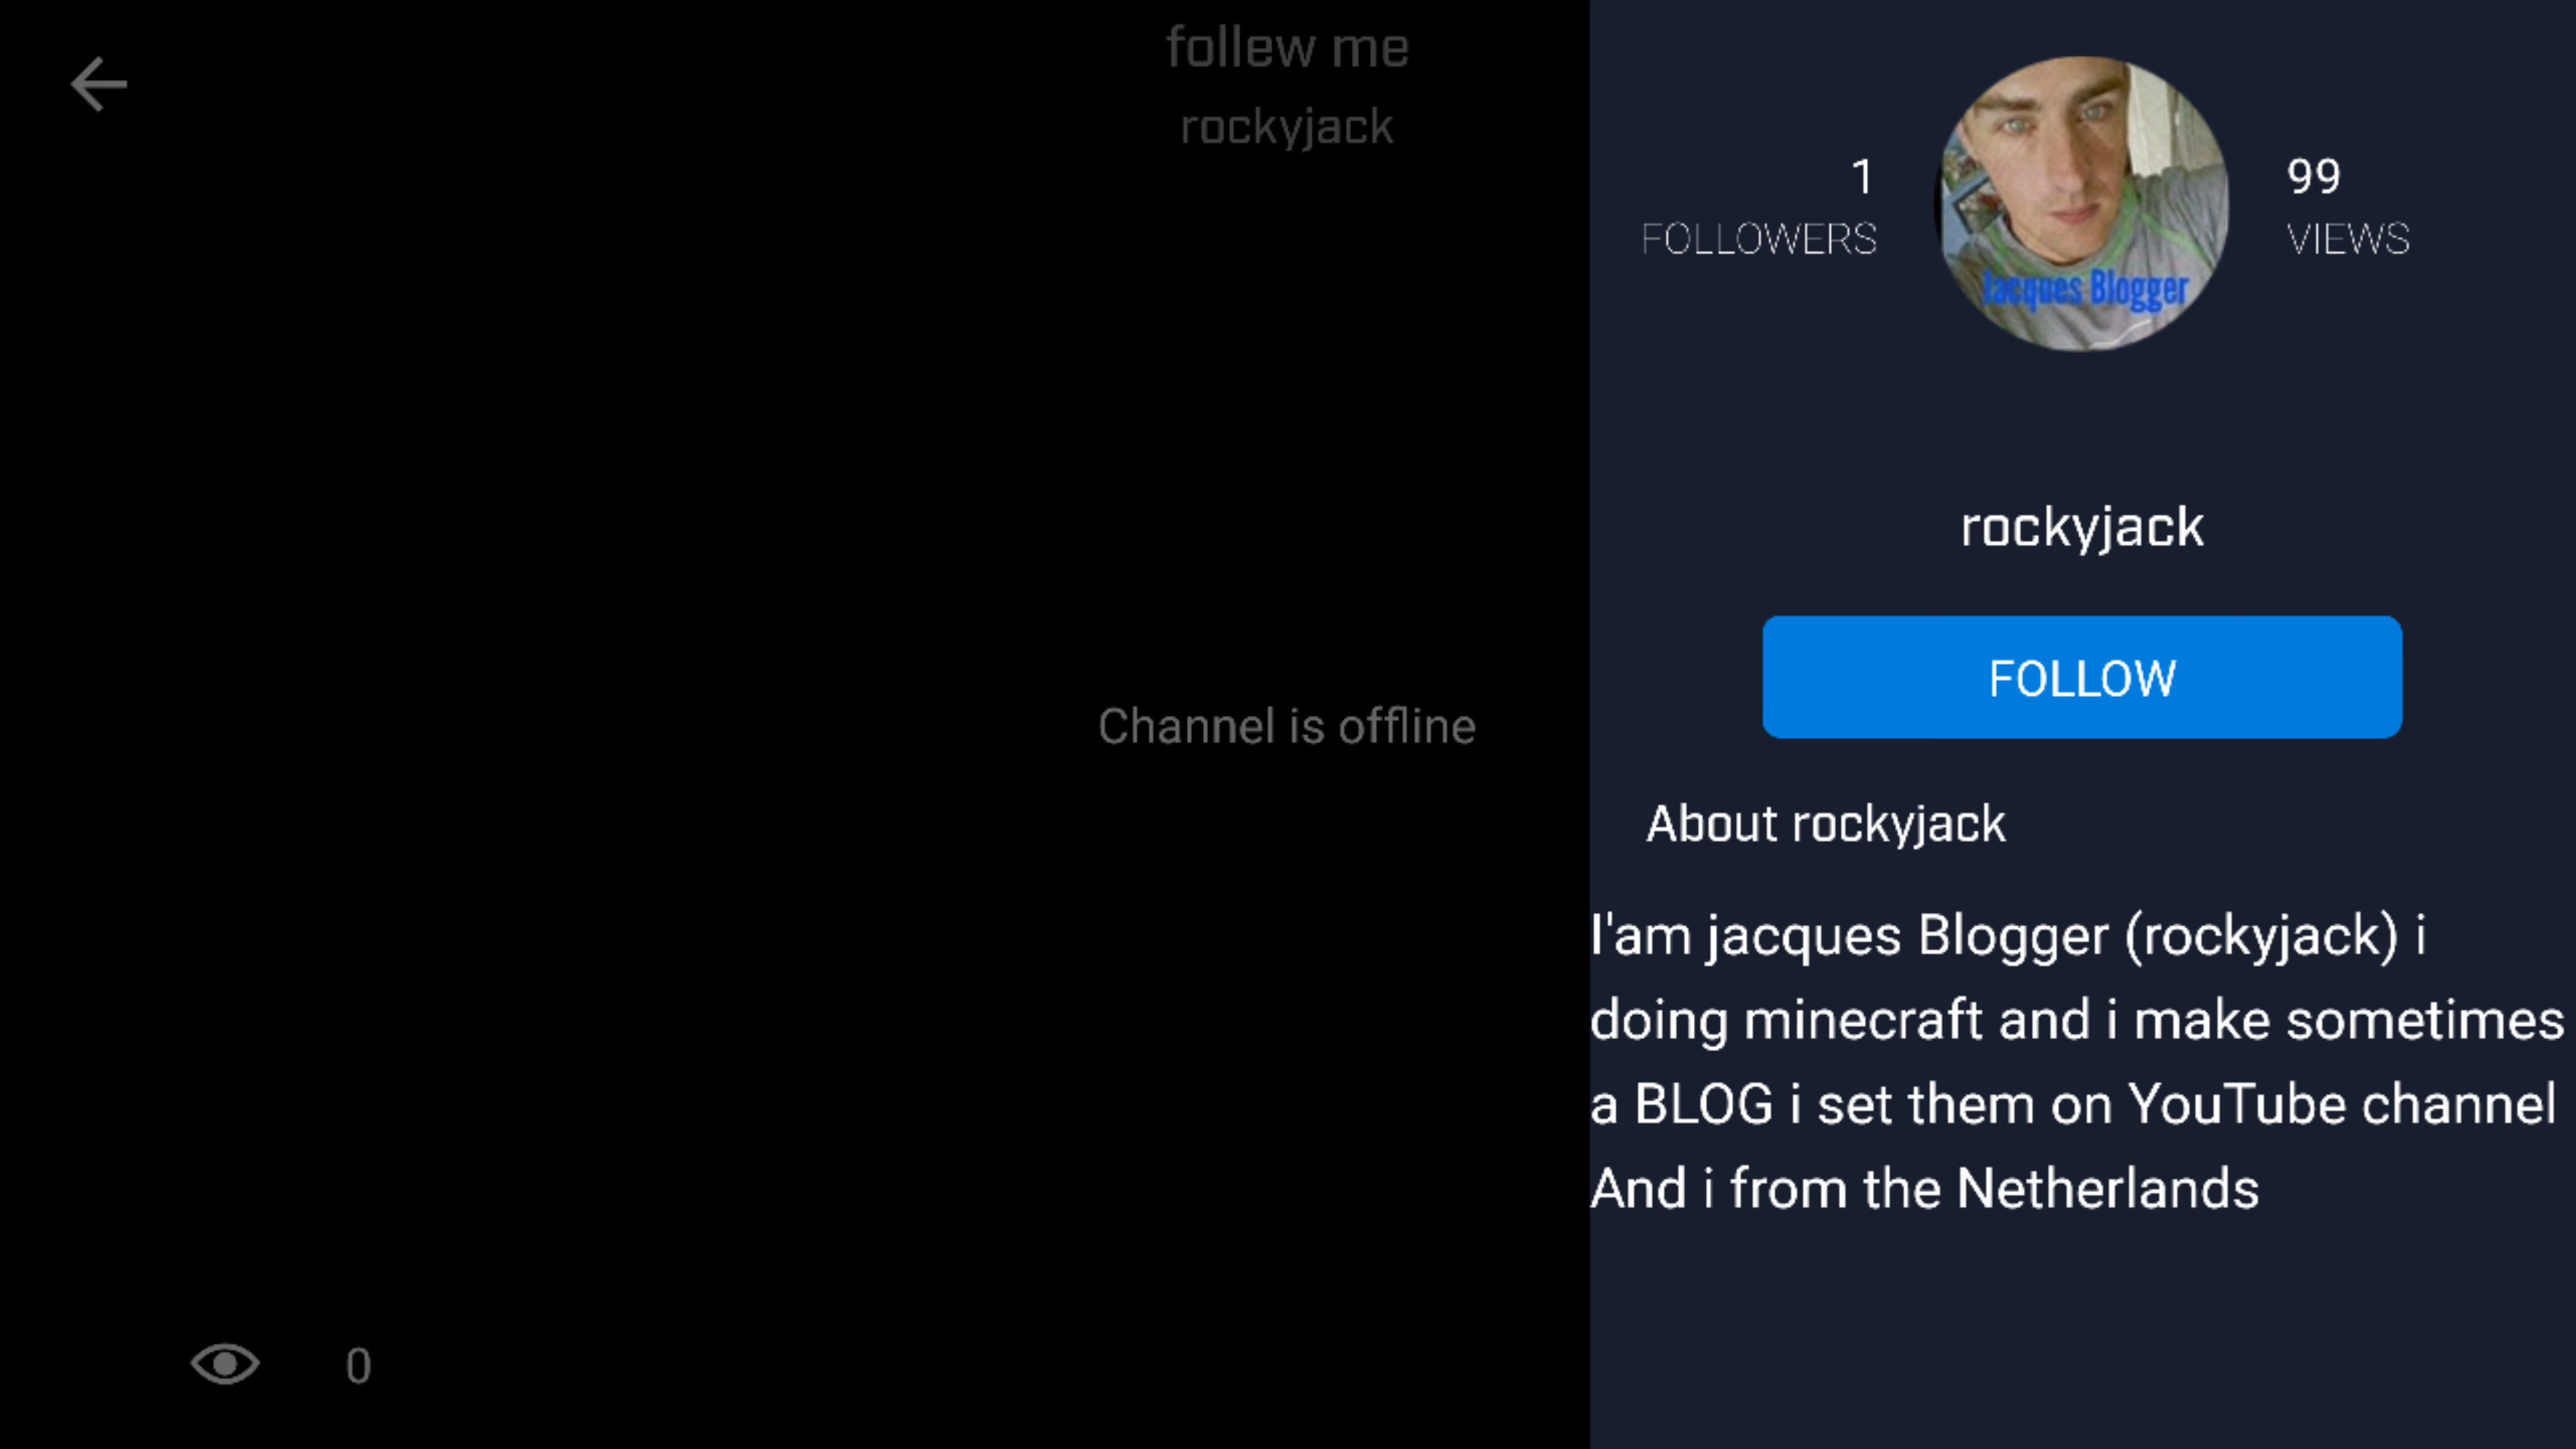 follew me
rockyjack
Channel is offline
0
1
FOLLOWERS
99
VIEWS
Jacques Blogger
rockyjack
FOLLOW
About rockyjack
I'am jacques Blogger (rockyjack) i
doing minecraft and i make sometimes
a BLOG i set them on YouTube channel
And i from the Netherlands